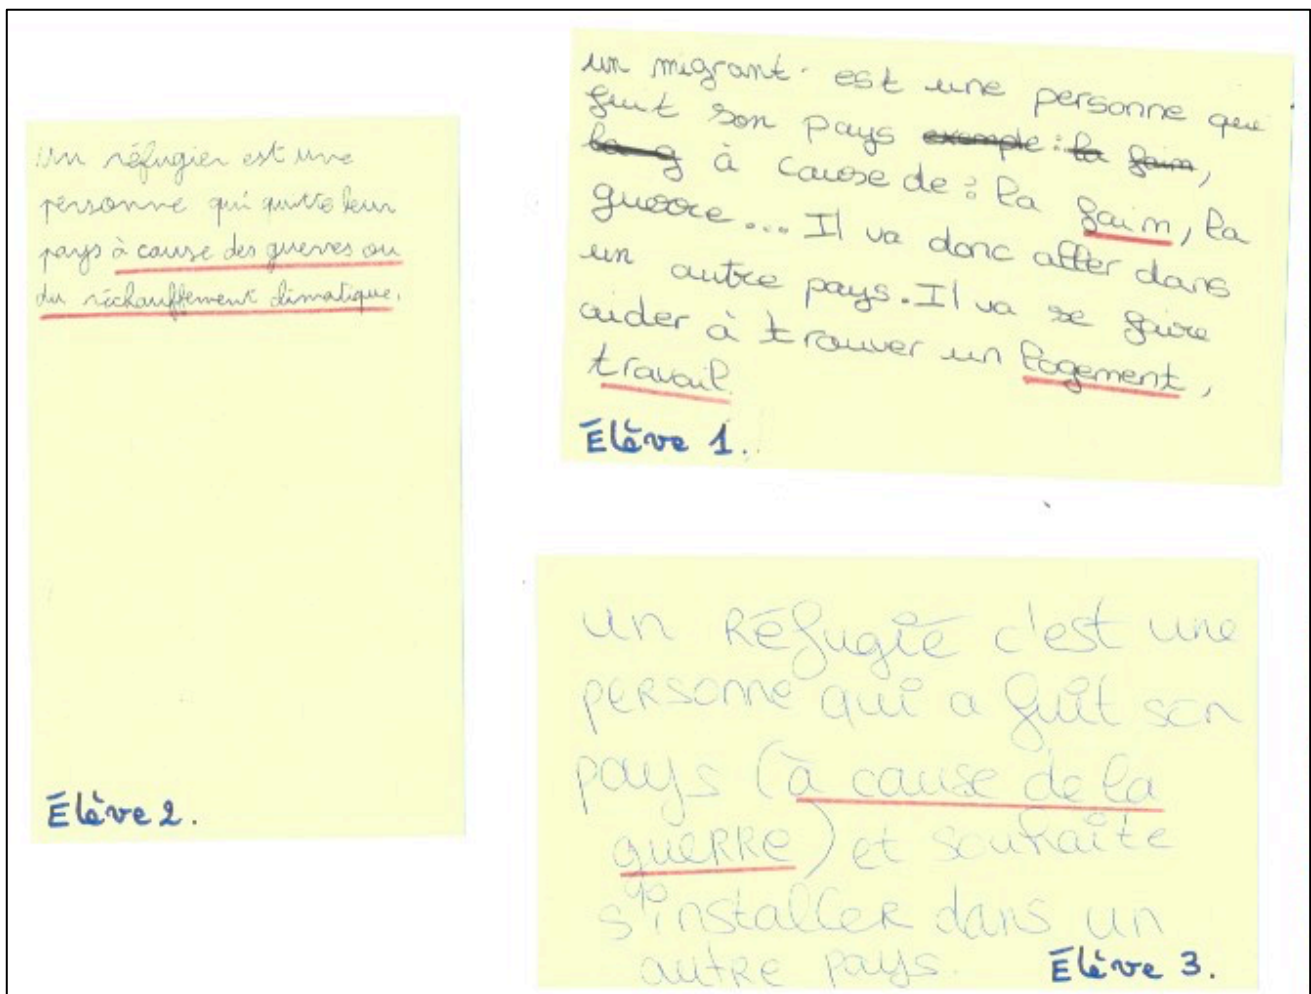 un migrant est une personne qui
fuit son pays exemple : la faim,
la g à cause de : la faim, la
guerre... Il va donc aller dans
un autre pays. Il va se faire
aider à trouver un logement,
travail.
Élève 1.
Un réfugier est une
personne qui quitte leur
pays à cause des guerres ou
du réchauffement climatique.
Élève 2.
un Réfugié c'est une
personne qui a fuit son
pays (à cause de la
gueRRe) et souhaite
s'installer dans un
autRe pays.
Élève 3.